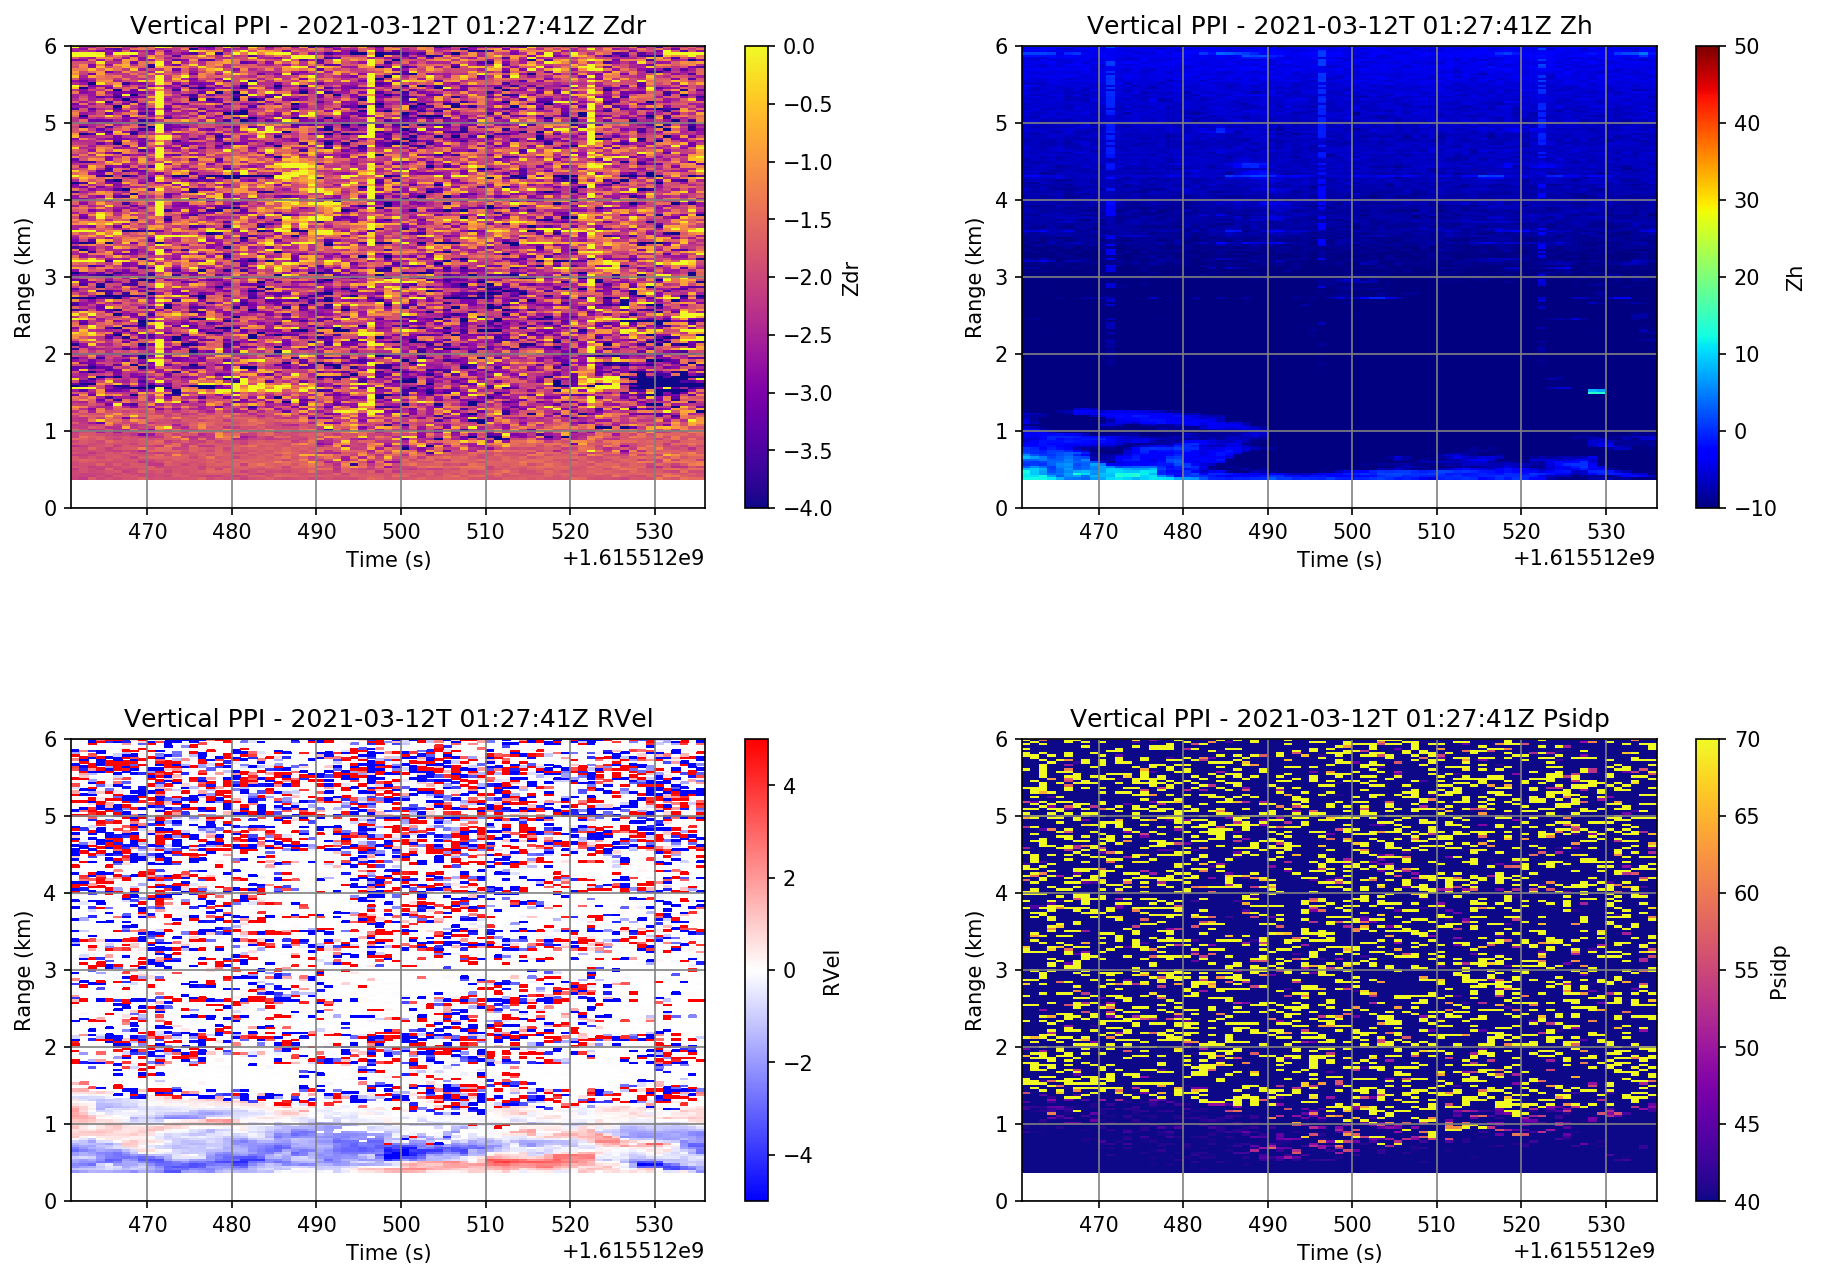 Vertical PPI - 2021-03-12T 01:27:41Z Zdr
6
5
4
3
2
1
0
Range (km)
470 480 490 500 510 520 530
Time (s)
+1.6155512e9
0.0
−0.5
−1.0
−1.5
−2.0
−2.5
−3.0
−3.5
−4.0
Zdr
Vertical PPI - 2021-03-12T 01:27:41Z Zh
6
5
4
3
2
1
0
Range (km)
470 480 490 500 510 520 530
Time (s)
+1.6155512e9
50
40
30
20
10
0
−10
Zh
Vertical PPI - 2021-03-12T 01:27:41Z RVel
6
5
4
3
2
1
0
Range (km)
470 480 490 500 510 520 530
Time (s)
+1.6155512e9
4
2
0
−2
−4
RVel
Vertical PPI - 2021-03-12T 01:27:41Z Psidp
6
5
4
3
2
1
0
Range (km)
470 480 490 500 510 520 530
Time (s)
+1.6155512e9
70
65
60
55
50
45
40
Psidp